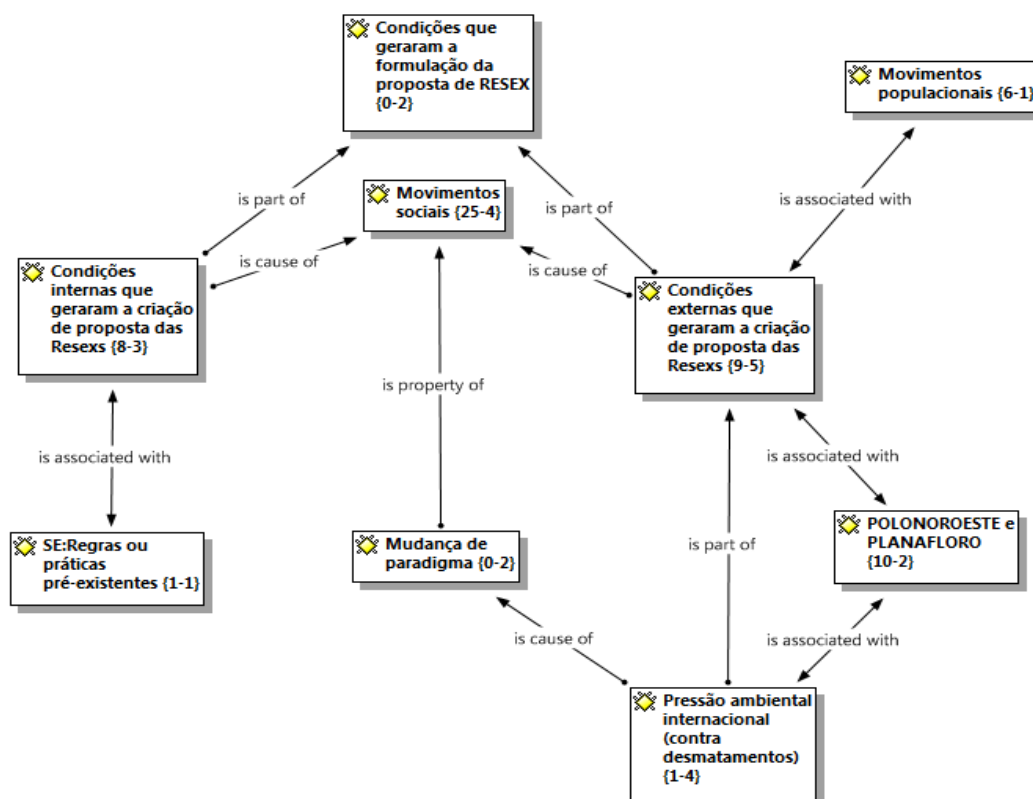 Condições que
geraram a
formulação da
proposta de RESEX
{0-2}
Movimentos
populacionais {6-1}
is part of
Movimentos
sociais {25-4}
is part of
is associated with
is cause of
is cause of
Condições
internas que
geraram a criação
de proposta das
Resexs {8-3}
Condições
externas que
geraram a criação
de proposta das
Resexs {9-5}
is property of
is associated with
is associated with
SE:Regras ou
práticas
pré-existentes {1-1}
Mudança de
paradigma {0-2}
is part of
POLONOROESTE e
PLANAFLORO
{10-2}
is cause of
is associated with
Pressão ambiental
internacional
(contra
desmatamentos)
{1-4}